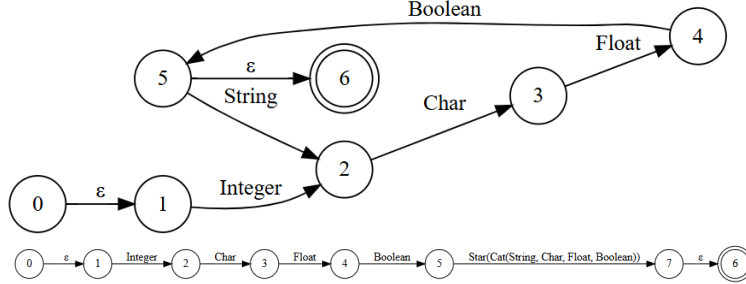 Boolean
4
Float
5
ε
6
String
3
Char
2
0
ε
1
Integer
0
ε
1
Integer
2
Char
3
Float
4
Boolean
5
Star(Cat(String, Char, Float, Boolean))
7
ε
6